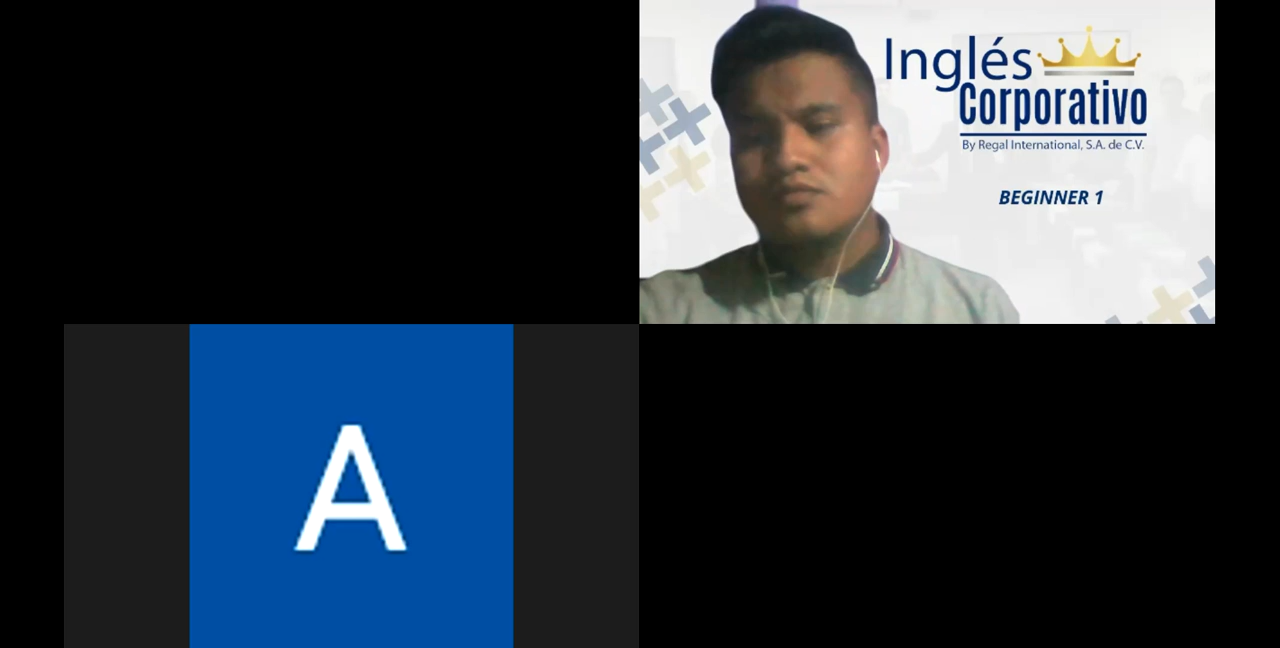 Inglés
Corporativo
By Regal International, S.A. de C.V.
BEGINNER 1
A